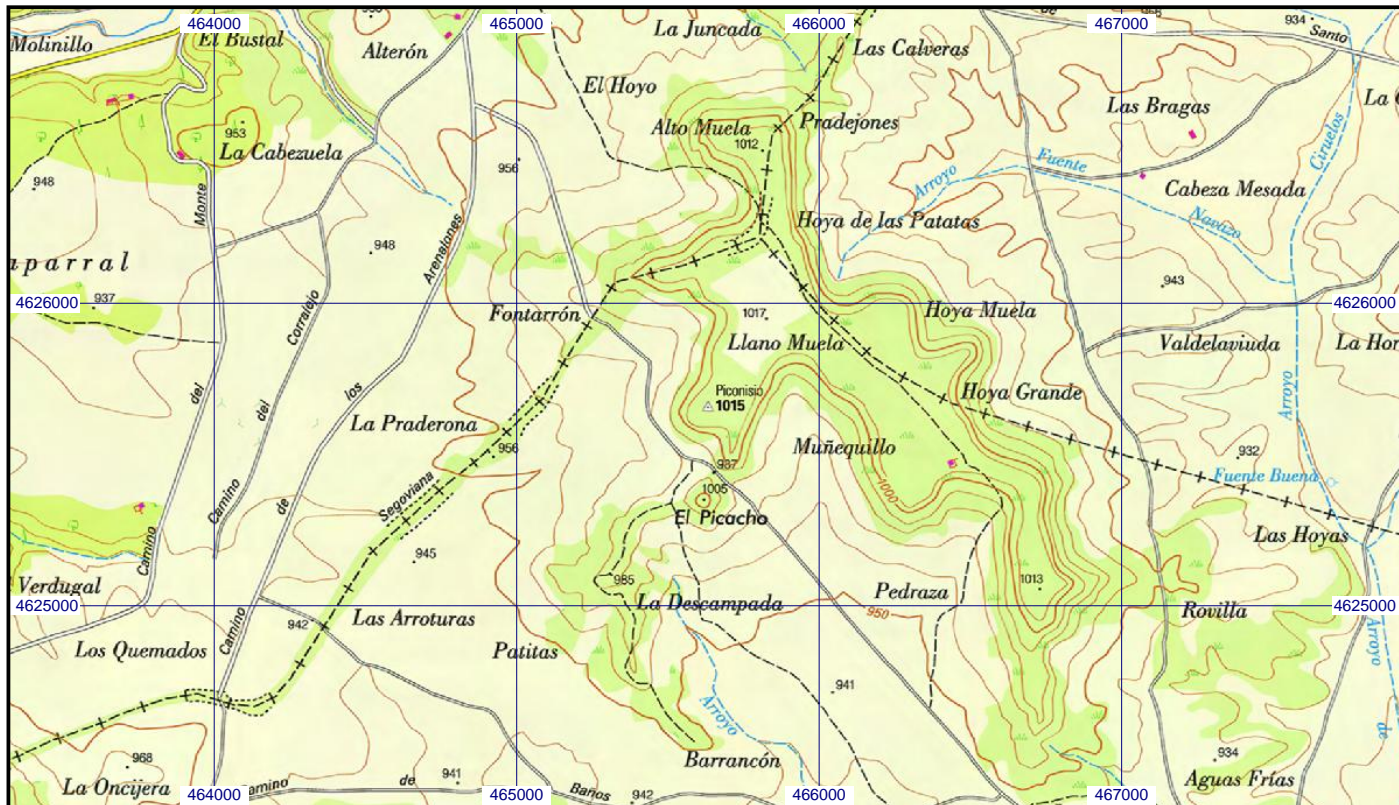 464000
465000
466000
467000
934
Molinillo
El Bustal
Alterón
La Juncada
Las Calveras
de
Santo
El Hoyo
Las Bragas
953
La Cabezuela
Alto Muela
Pradejones
1012
Ciruelos
956
948
Monte
Fuente
Arroyo
Cabeza Mesada
Hoya de las Patatas
Navazo
948
Arenalones
aparral
943
4626000
937
Corralejo
Fontarrón
1017
Hoya Muela
4626000
Llano Muela
Valdelaviuda
La Hor
del
del
los
Piconisio
1015
Hoya Grande
Arroyo
La Praderona
956
Muñequillo
932
937
Fuente Buena
Segoviana
1005
1000
El Picacho
Camino
de
Las Hoyas
Camino
945
985
1013
Verdugal
Pedraza
4625000
La Descampada
4625000
942
Las Arroturas
950
Rovilla
Los Quemados
Camino
Patitas
Arroyo
941
Arroyo
de
968
Barrancón
934
La Oncijera
941
Aguas Frías
464000
amino
de
465000
Baños
942
466000
467000